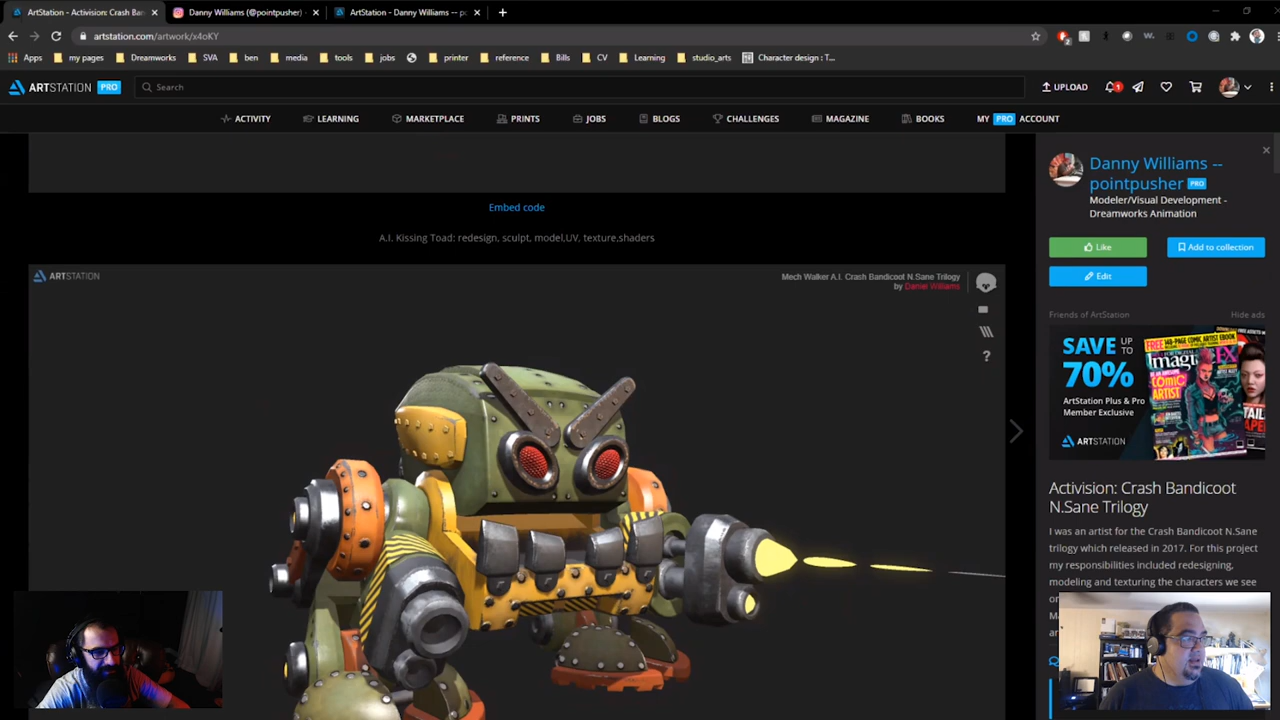 ArtStation - Activision: Crash Ban
Danny Williams (@pointpusher) ·
ArtStation - Danny Williams -- po
artstation.com/artwork/x4oKY
Apps
my pages
Dreamworks
SVA
ben
media
tools
jobs
printer
reference
Bills
CV
Learning
studio_arts
Character design : T...
ARTSTATION PRO
Search
UPLOAD
ACTIVITY
LEARNING
MARKETPLACE
PRINTS
JOBS
BLOGS
CHALLENGES
MAGAZINE
BOOKS
MY PRO ACCOUNT
Embed code
A.I. Kissing Toad: redesign, sculpt, model,UV, texture,shaders
ARTSTATION
Mech Walker A.I. Crash Bandicoot N.Sane Trilogy
by Daniel Williams
?
Danny Williams --
pointpusher PRO
Modeler/Visual Development -
Dreamworks Animation
Like
Add to collection
Edit
Friends of ArtStation
Hide ads
SAVE UP TO
70%
ArtStation Plus & Pro
Member Exclusive
ARTSTATION
Activision: Crash Bandicoot
N.Sane Trilogy
I was an artist for the Crash Bandicoot N.Sane
trilogy which released in 2017. For this project
my responsibilities included redesigning,
modeling and texturing the characters we see